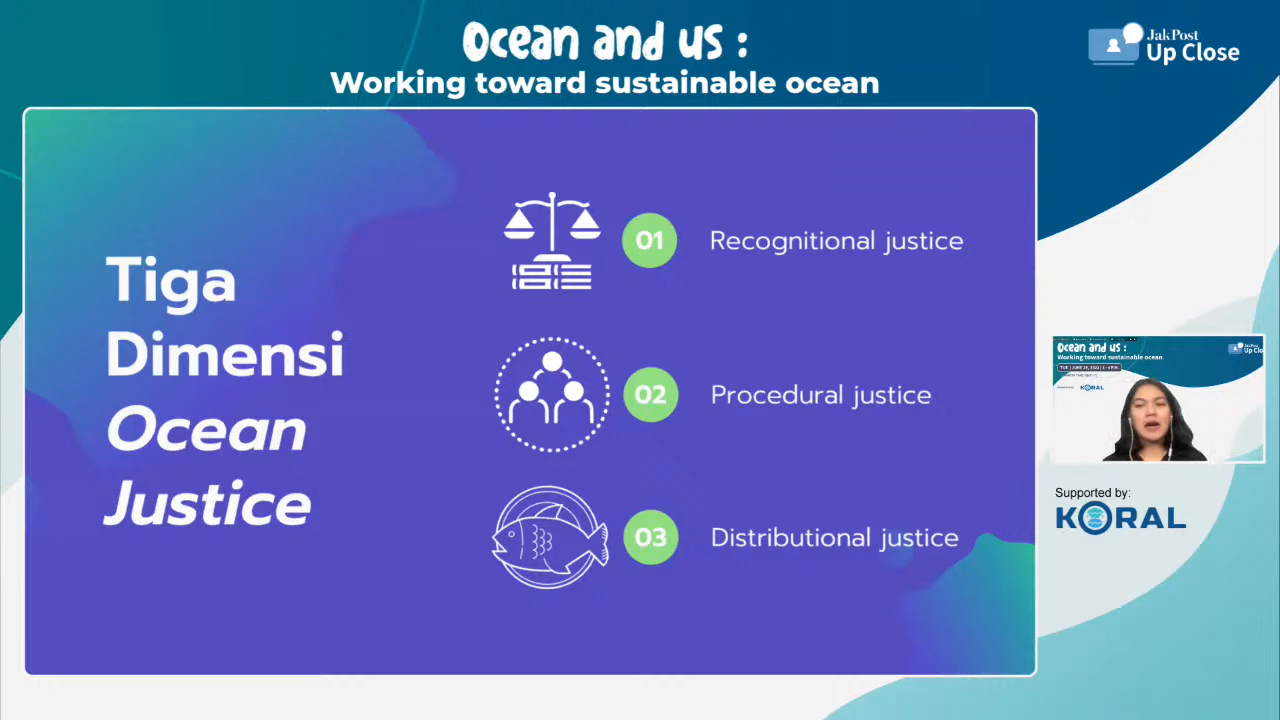 Ocean and us :
Working toward sustainable ocean
JakPost
Up Close
Tiga
Dimensi
Ocean
Justice
01 Recognitional justice
02 Procedural justice
03 Distributional justice
Ocean and us :
Working toward sustainable ocean
KORAL
Supported by:
KORAL